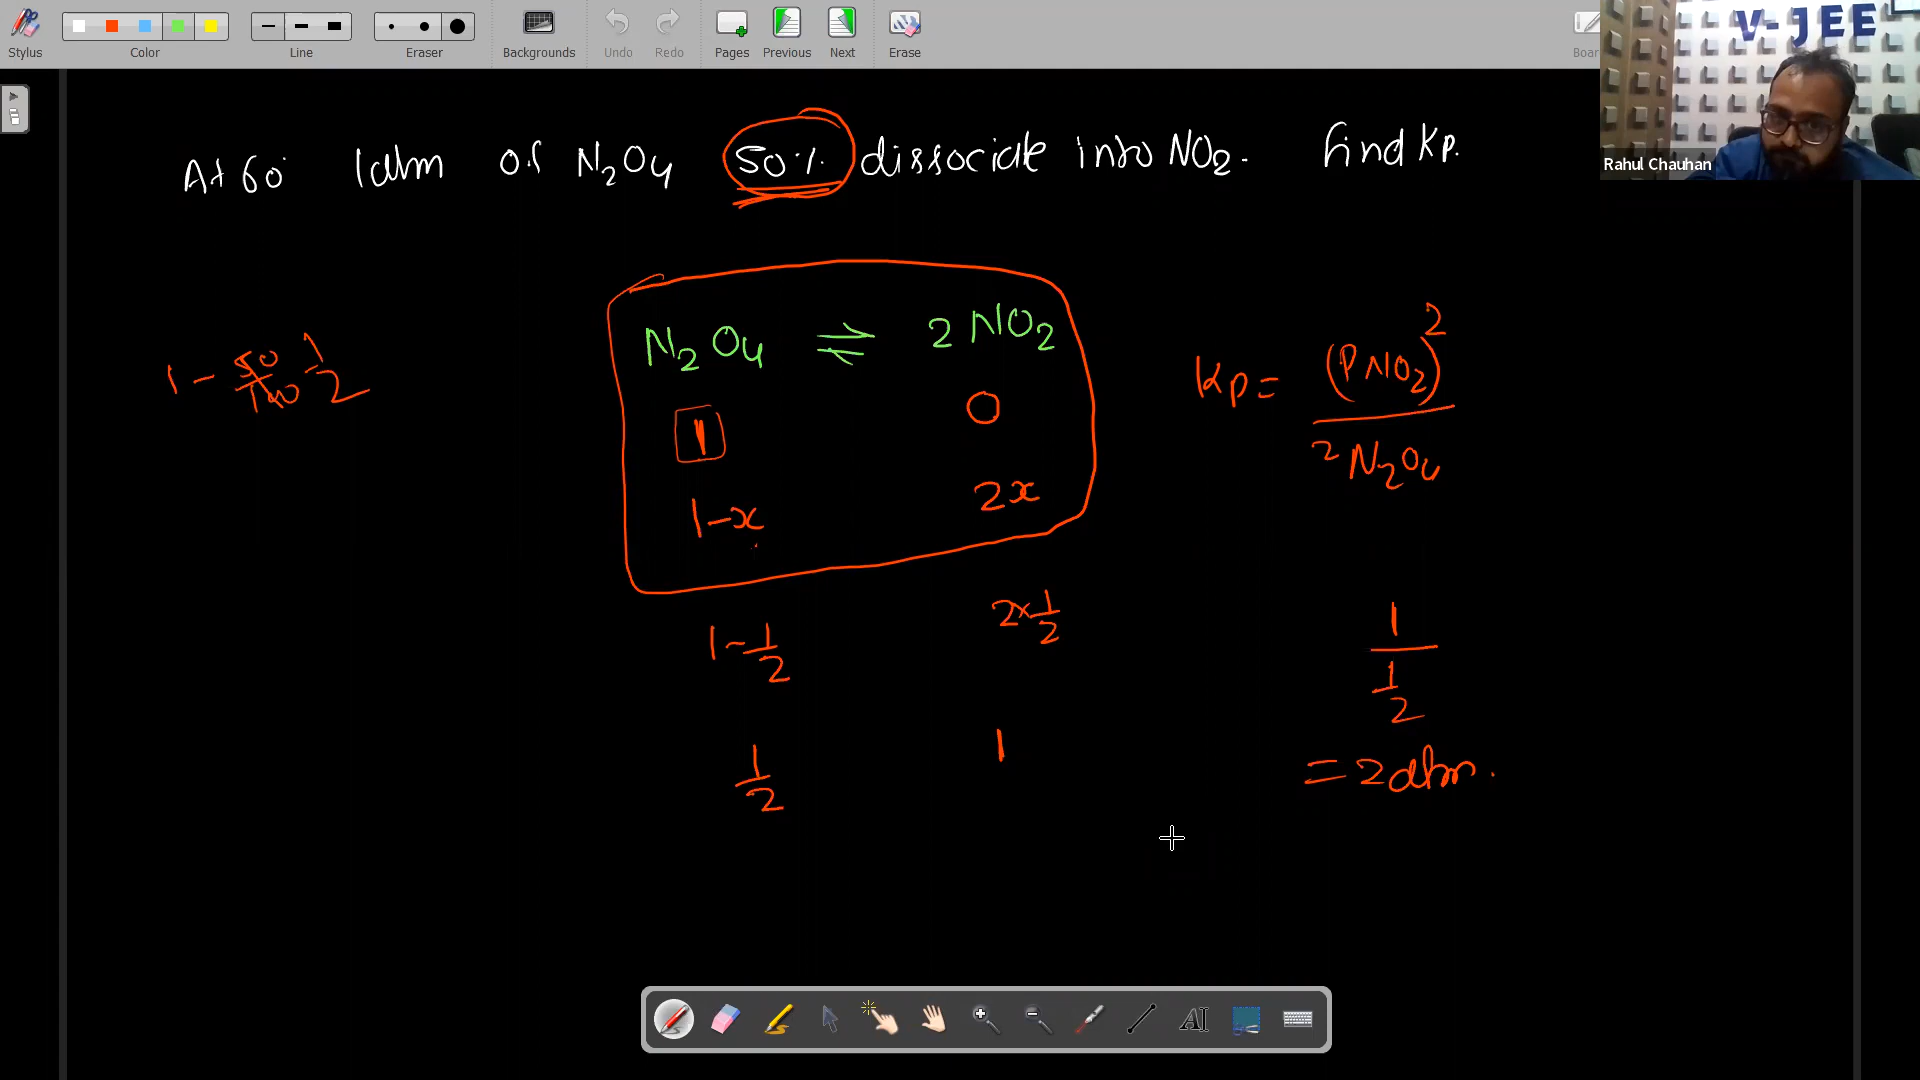 Stylus Color Line Eraser Backgrounds Undo Redo Pages Previous Next Erase Boar
V-JEE
Rahul Chauhan
At 60° 1atm of N₂O₄ 50% dissociate into NO₂. Find Kp.
N₂O₄ ⇌ 2NO₂
1 0
1-x 2x
1-1/2 2×1/2
1/2 1
1 - 50/100 = 1/2
Kp = (PNO₂)²
PN₂O₄
1
1/2
= 2atm.
AI